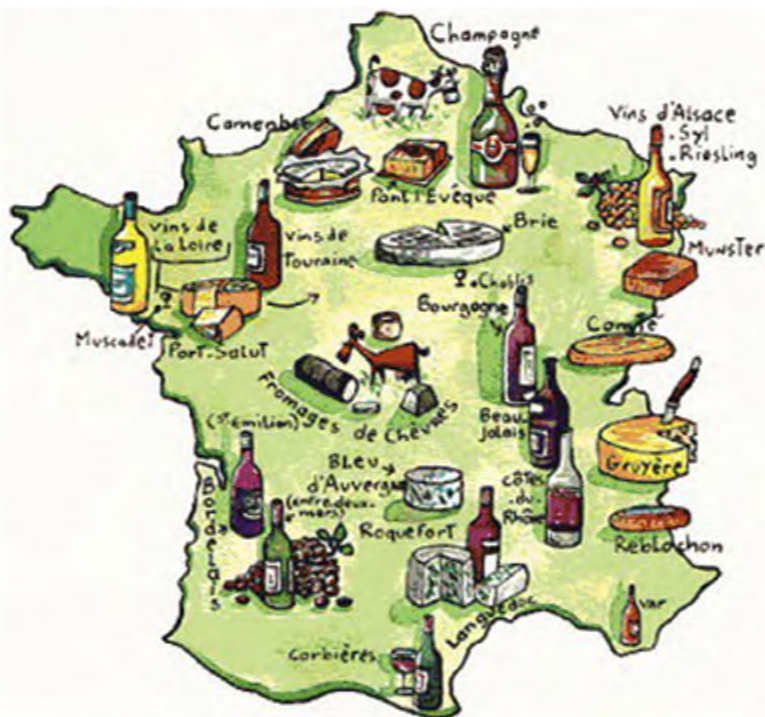 Champagne
Camembert
Vins d'Alsace
. Syl
. Riesling
Pont l'Evéque
vins de
La Loire
vins de
Touraine
Brie
Munster
Chablis
Bourgogne
Muscadet
Port-Salut
Comté
Fromages de Chèvres
Beau-
jolais
(St Emilion)
Gruyère
Bleu
d'Auvergne
(entre-deux-
mers)
côtes
-du-
Rhône
Bordelais
Roquefort
Réblochon
Languedoc
Var
Corbières